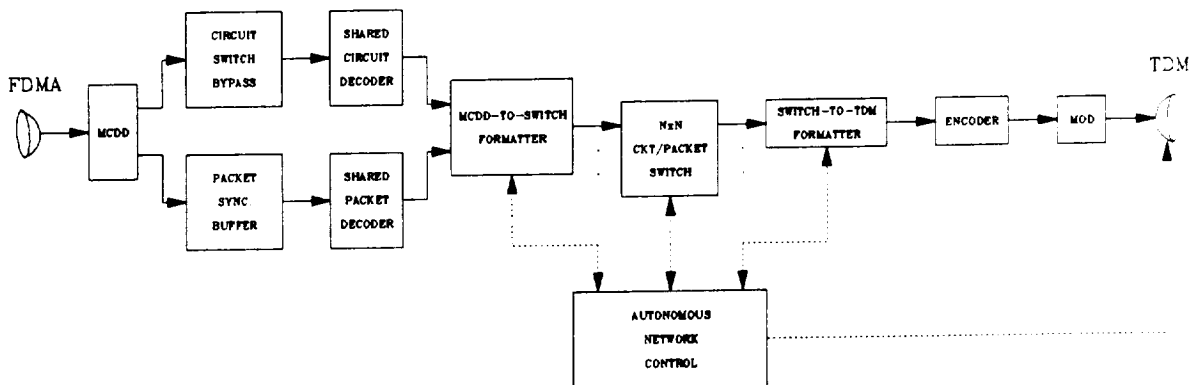 FDMA
MCDD
CIRCUIT
SWITCH
BYPASS
SHARED
CIRCUIT
DECODER
PACKET
SYNC
BUFFER
SHARED
PACKET
DECODER
MCDD-TO-SWITCH
FORMATTER
NxN
CKT/PACKET
SWITCH
SWITCH-TO-TDM
FORMATTER
ENCODER
MOD
TDM
AUTONOMOUS
NETWORK
CONTROL